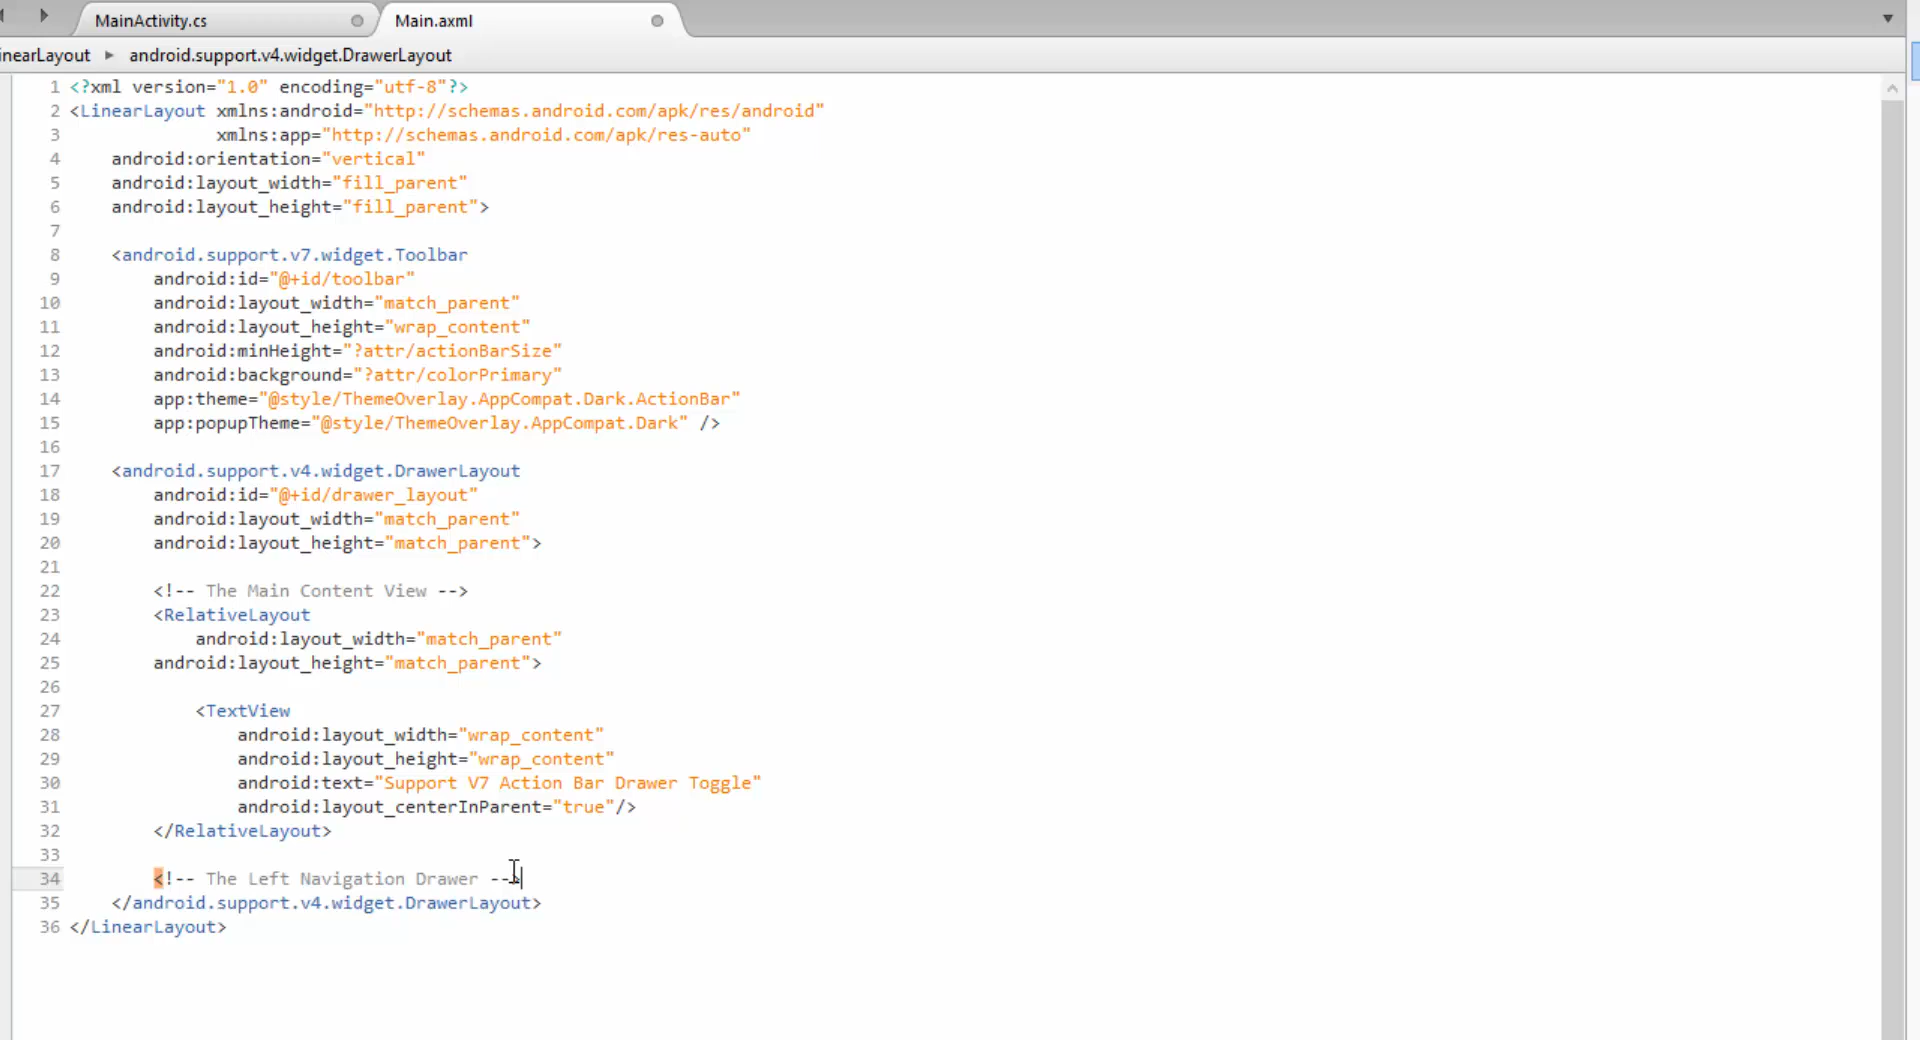 MainActivity.cs
Main.axml
inearLayout ▸ android.support.v4.widget.DrawerLayout
1 <?xml version="1.0" encoding="utf-8"?>
2 <LinearLayout xmlns:android="http://schemas.android.com/apk/res/android"
3               xmlns:app="http://schemas.android.com/apk/res-auto"
4     android:orientation="vertical"
5     android:layout_width="fill_parent"
6     android:layout_height="fill_parent">
7
8     <android.support.v7.widget.Toolbar
9         android:id="@+id/toolbar"
10         android:layout_width="match_parent"
11         android:layout_height="wrap_content"
12         android:minHeight="?attr/actionBarSize"
13         android:background="?attr/colorPrimary"
14         app:theme="@style/ThemeOverlay.AppCompat.Dark.ActionBar"
15         app:popupTheme="@style/ThemeOverlay.AppCompat.Dark" />
16
17     <android.support.v4.widget.DrawerLayout
18         android:id="@+id/drawer_layout"
19         android:layout_width="match_parent"
20         android:layout_height="match_parent">
21
22         <!-- The Main Content View -->
23         <RelativeLayout
24             android:layout_width="match_parent"
25         android:layout_height="match_parent">
26
27             <TextView
28                 android:layout_width="wrap_content"
29                 android:layout_height="wrap_content"
30                 android:text="Support V7 Action Bar Drawer Toggle"
31                 android:layout_centerInParent="true"/>
32         </RelativeLayout>
33
34         <!-- The Left Navigation Drawer -->
35     </android.support.v4.widget.DrawerLayout>
36 </LinearLayout>